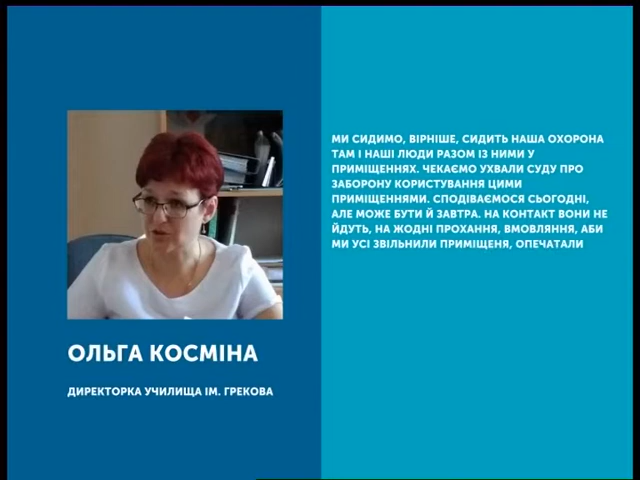 МИ СИДИМО, ВІРНІШЕ, СИДИТЬ НАША ОХОРОНА
ТАМ І НАШІ ЛЮДИ РАЗОМ ІЗ НИМИ У
ПРИМІЩЕННЯХ. ЧЕКАЄМО УХВАЛИ СУДУ ПРО
ЗАБОРОНУ КОРИСТУВАННЯ ЦИМИ
ПРИМІЩЕННЯМИ. СПОДІВАЄМОСЯ СЬОГОДНІ,
АЛЕ МОЖЕ БУТИ Й ЗАВТРА. НА КОНТАКТ ВОНИ НЕ
ЙДУТЬ, НА ЖОДНІ ПРОХАННЯ, ВМОВЛЯННЯ, АБИ
МИ УСІ ЗВІЛЬНИЛИ ПРИМІЩЕНЯ, ОПЕЧАТАЛИ
ОЛЬГА КОСМІНА
ДИРЕКТОРКА УЧИЛИЩА ІМ. ГРЕКОВА